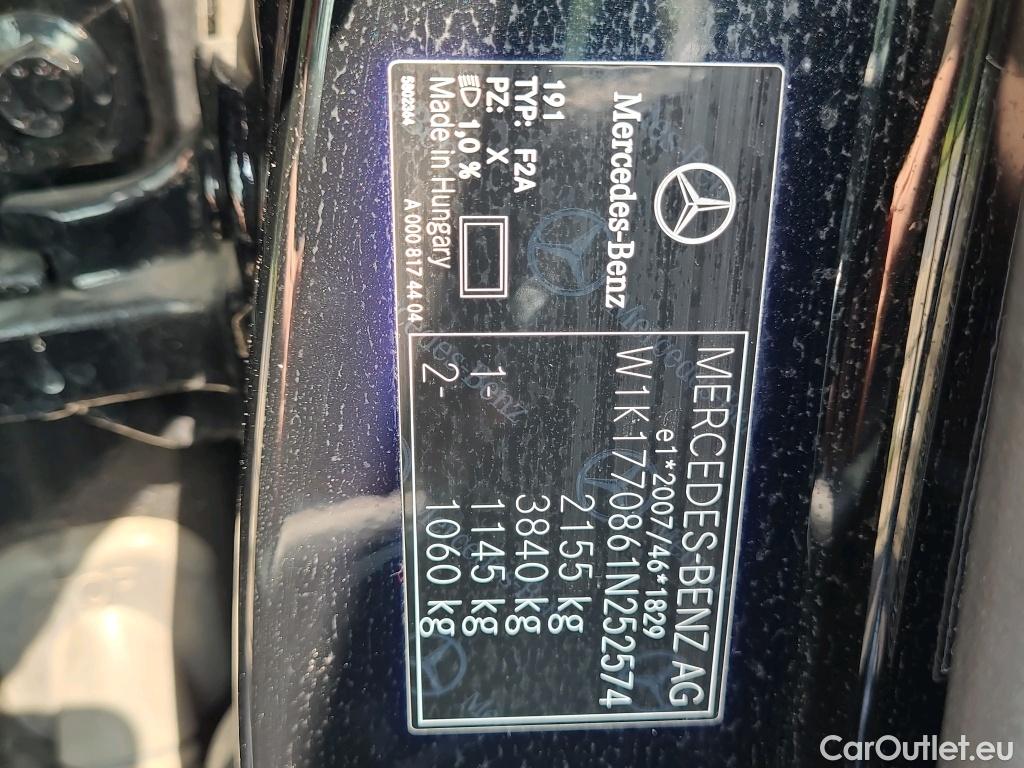 Mercedes-Benz
191
TYP: F2A
PZ: X
1,0 %
Made in Hungary
5802264 A 000 817 44 04
MERCEDES-BENZ AG
e1*2007/46*1829
W1K1770861N252574
2155 kg
3840 kg
1 1145 kg
2- 1060 kg
CarOutlet.eu